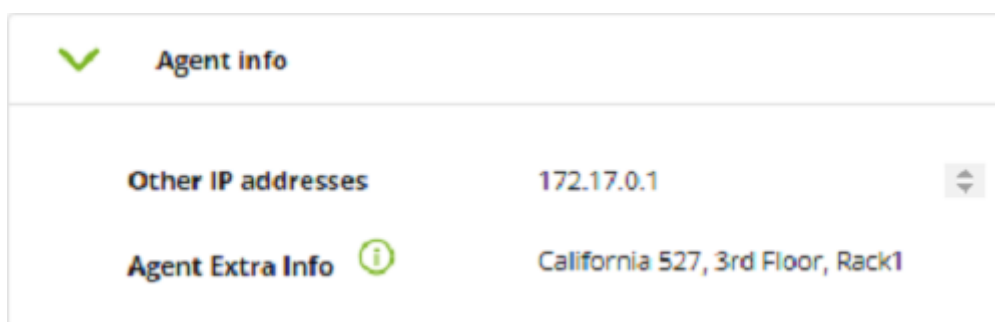 Agent info
Other IP addresses 172.17.0.1
Agent Extra Info i California 527, 3rd Floor, Rack1